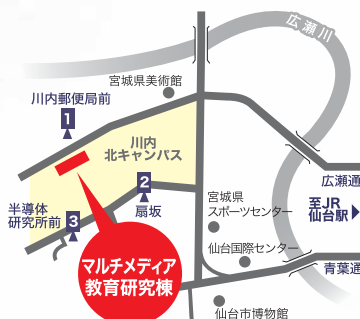 広瀬川
宮城県美術館
川内郵便局前
1
川内
北キャンパス
2
扇坂
半導体
研究所前
3
宮城県
スポーツセンター
広瀬通
至JR
仙台駅
仙台国際センター
青葉通
マルチメディア
教育研究棟
仙台市博物館